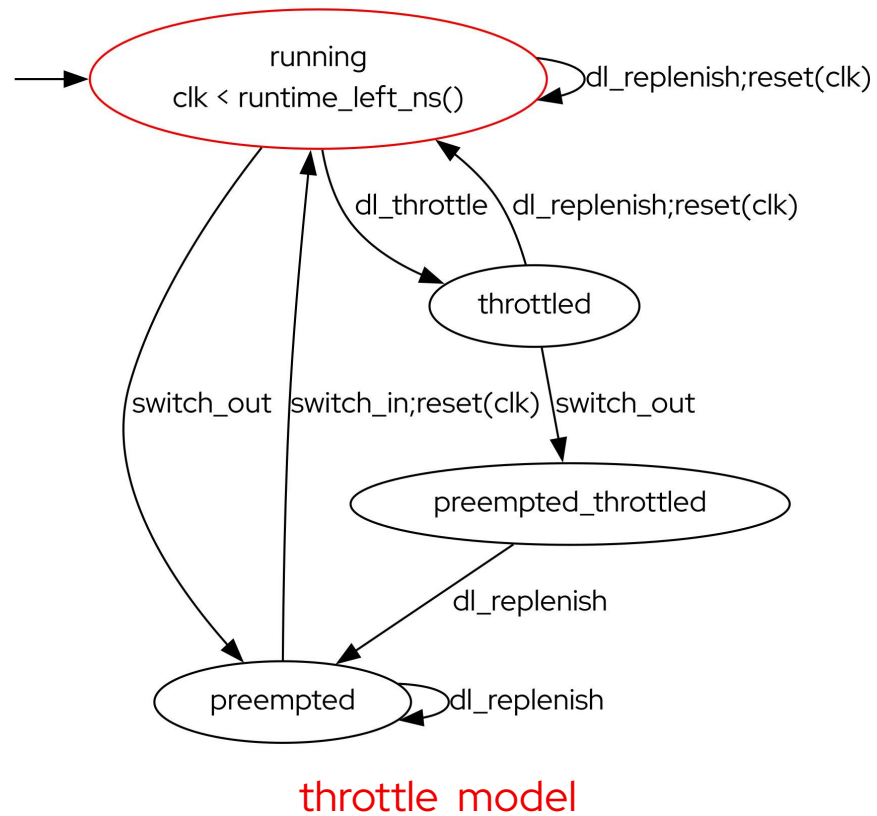 running
clk < runtime_left_ns()
dl_replenish;reset(clk)
dl_throttle
dl_replenish;reset(clk)
throttled
switch_out
switch_in;reset(clk)
switch_out
preempted_throttled
dl_replenish
preempted
dl_replenish
throttle model